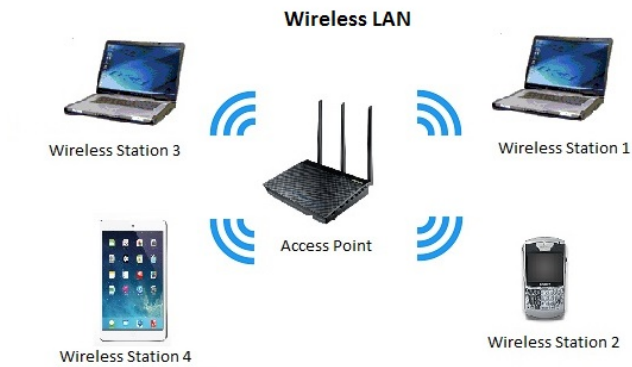 Wireless LAN
Wireless Station 3
Wireless Station 1
Access Point
Wireless Station 4
Wireless Station 2